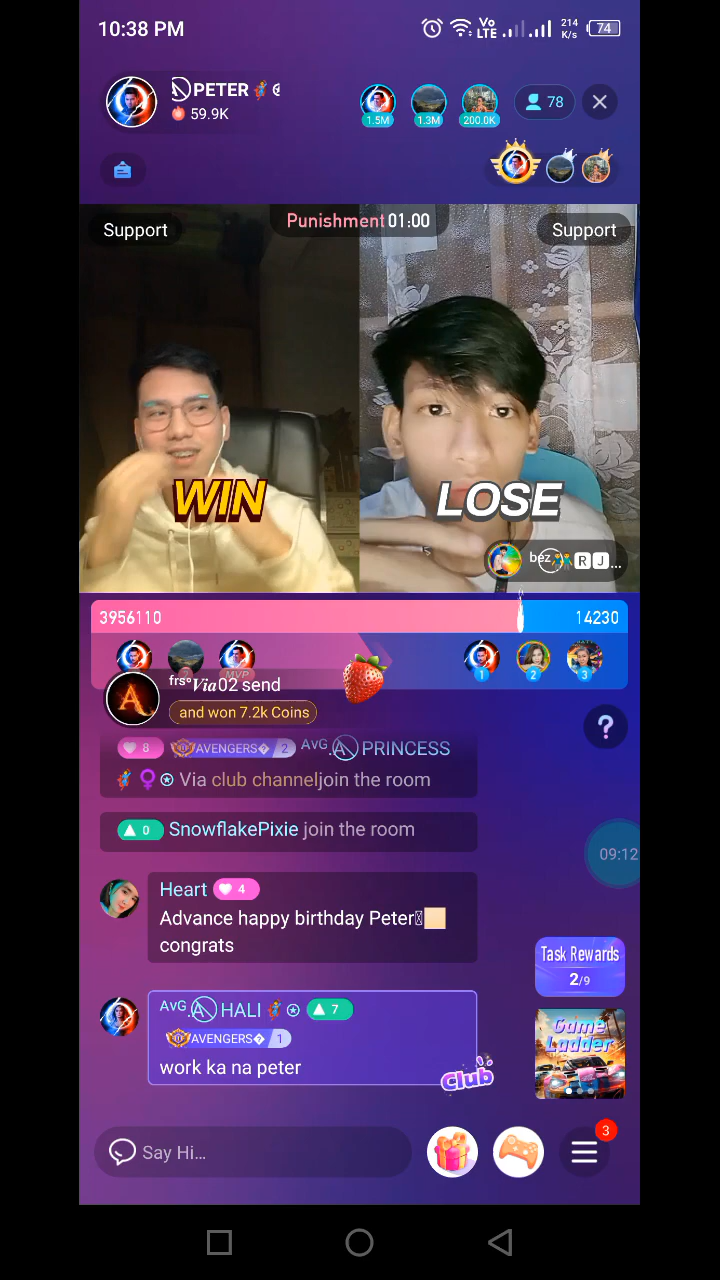 10:38 PM
Vo LTE
214 K/s
74
PETER
59.9K
1.5M
1.3M
200.0K
78
Support
Punishment 01:00
Support
WIN
LOSE
bez RJ...
3956110
14230
MVP
1
2
3
frsº Via02 send
and won 7.2k Coins
8 AVENGERS 2 AvG. PRINCESS
Via club channel join the room
0 SnowflakePixie join the room
09:12
Heart 4
Advance happy birthday Peter
congrats
Task Rewards
2/9
AvG. HALI 7
AVENGERS 1
work ka na peter
Club
Game
Ladder
Say Hi...
3